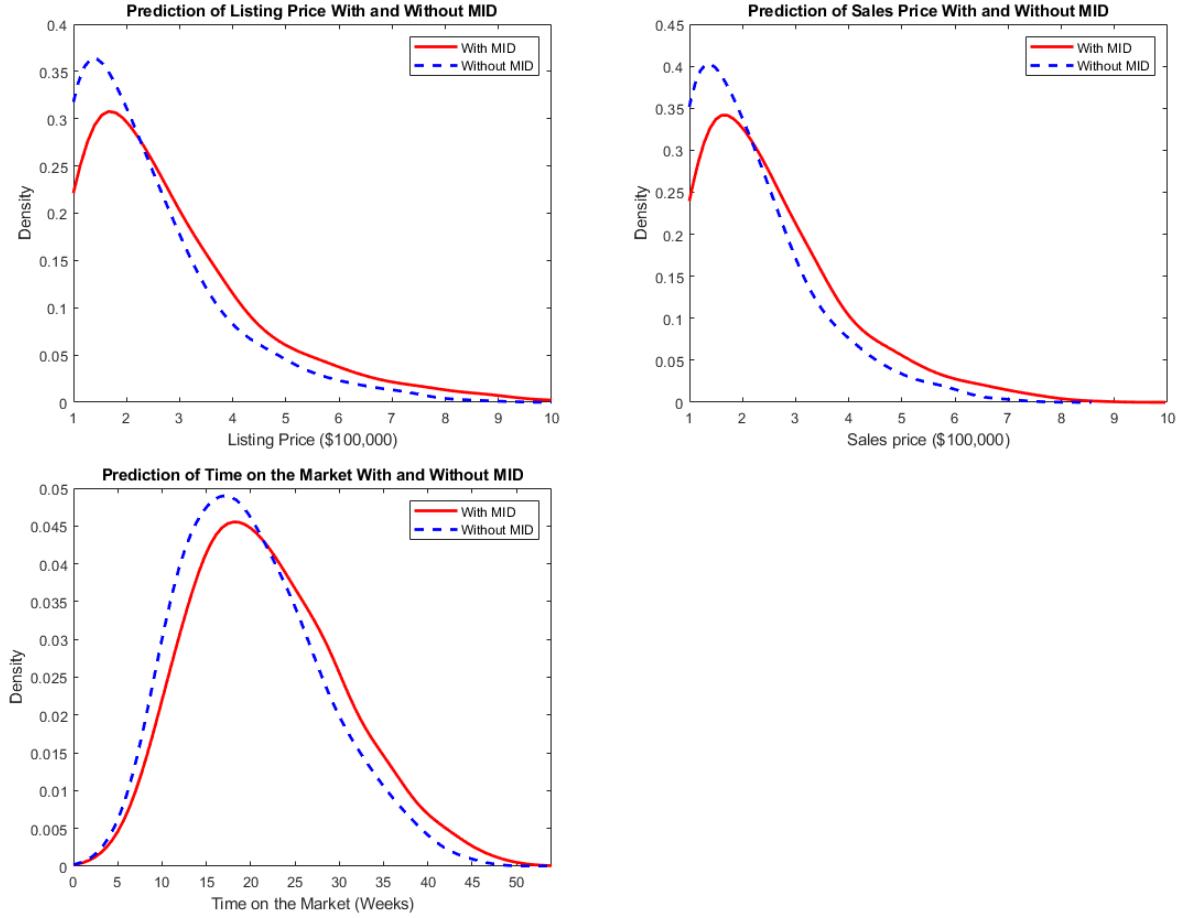 Prediction of Listing Price With and Without MID
0.4
0.35
0.3
0.25
0.2
0.15
0.1
0.05
0
Density
With MID
Without MID
1 2 3 4 5 6 7 8 9 10
Listing Price ($100,000)
Prediction of Sales Price With and Without MID
0.45
0.4
0.35
0.3
0.25
0.2
0.15
0.1
0.05
0
Density
With MID
Without MID
1 2 3 4 5 6 7 8 9 10
Sales price ($100,000)
Prediction of Time on the Market With and Without MID
0.05
0.045
0.04
0.035
0.03
0.025
0.02
0.015
0.01
0.005
0
Density
With MID
Without MID
0 5 10 15 20 25 30 35 40 45 50
Time on the Market (Weeks)